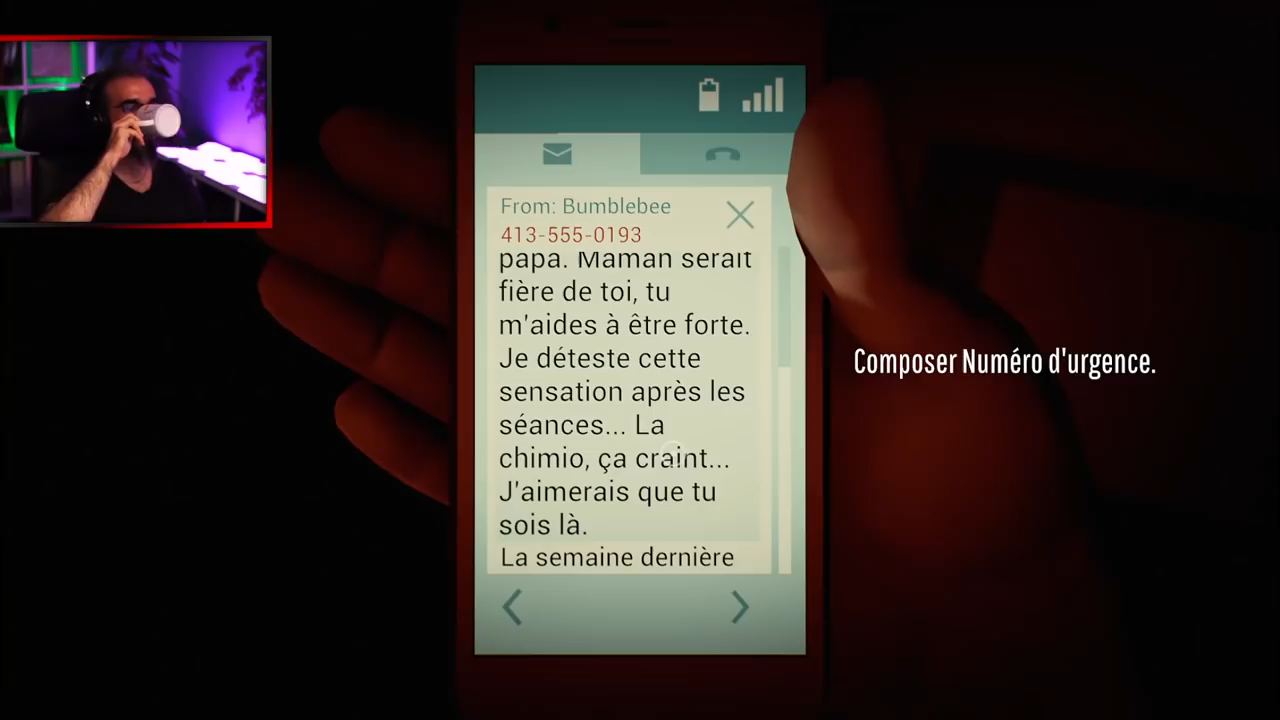 From: Bumblebee
413-555-0193
papa. Maman serait
fière de toi, tu
m'aides à être forte.
Je déteste cette
sensation après les
séances... La
chimio, ça craint...
J'aimerais que tu
sois là.
La semaine dernière
Composer Numéro d'urgence.